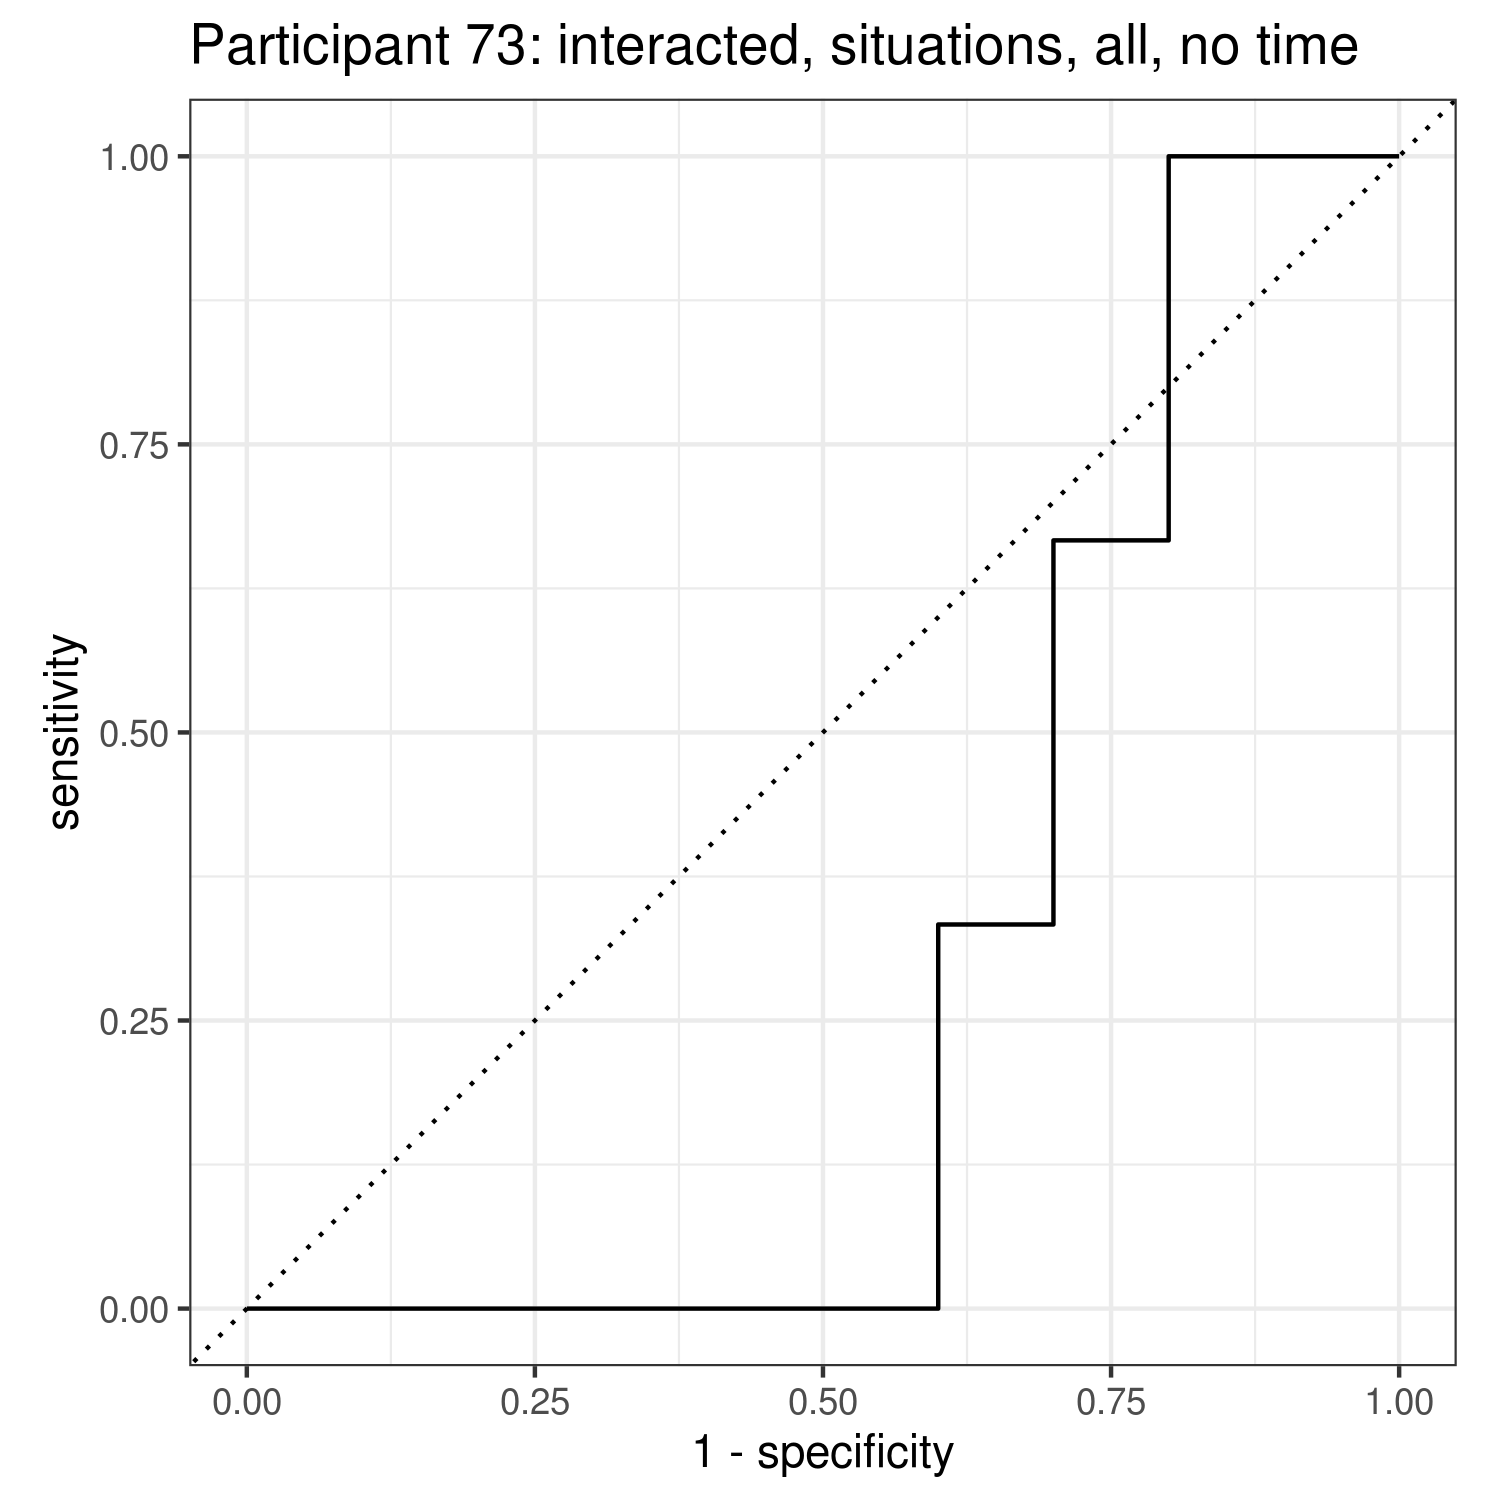 Participant 73: interacted, situations, all, no time
1.00
0.75
0.50
0.25
0.00
sensitivity
0.00 0.25 0.50 0.75 1.00
1 - specificity